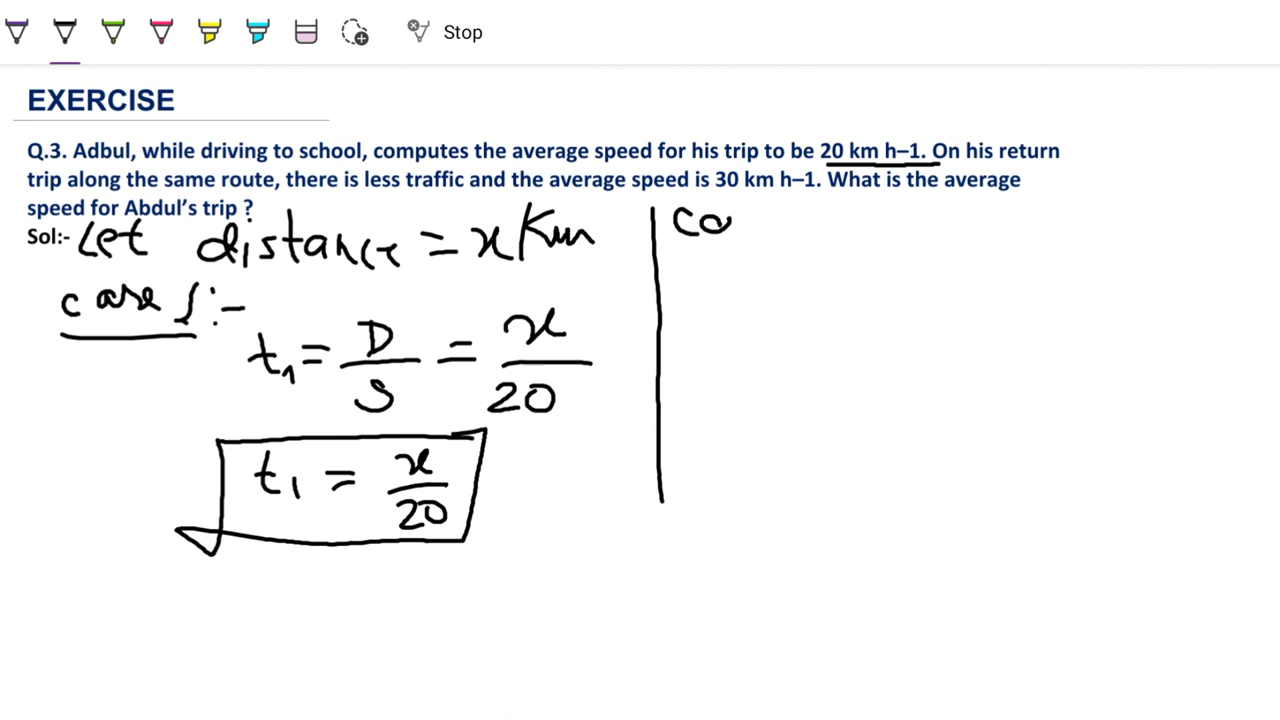 Stop
EXERCISE
Q.3. Adbul, while driving to school, computes the average speed for his trip to be 20 km h–1. On his return
trip along the same route, there is less traffic and the average speed is 30 km h–1. What is the average
speed for Abdul’s trip ?
Sol:- Let distance = x Km
case 1:-
t₁ = D/S = x/20
t₁ = x/20
ca